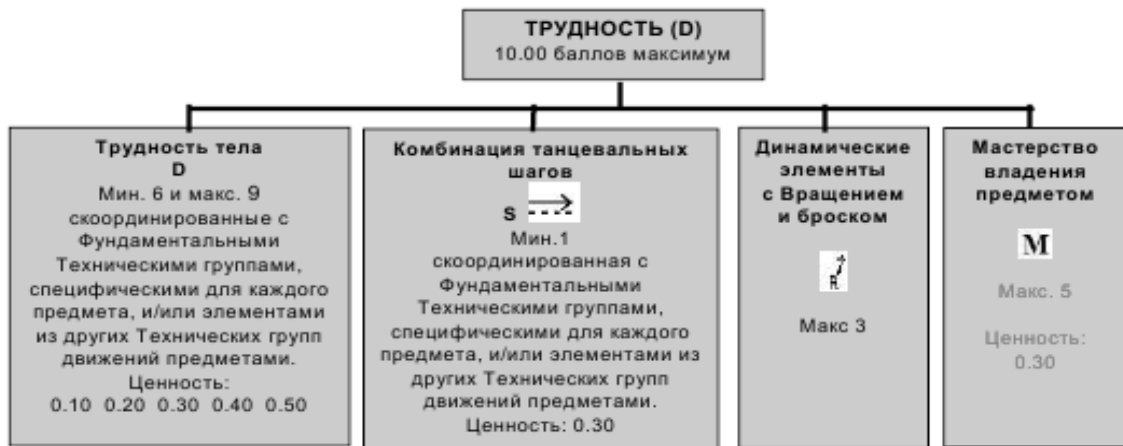 ТРУДНОСТЬ (D)
10.00 баллов максимум
Трудность тела
D
Мин. 6 и макс. 9
скоординированные с
Фундаментальными
Техническими группами,
специфическими для каждого
предмета, и/или элементами
из других Технических групп
движений предметами.
Ценность:
0.10 0.20 0.30 0.40 0.50
Комбинация танцевальных
шагов
S
Мин.1
скоординированная с
Фундаментальными
Техническими группами,
специфическими для каждого
предмета, и/или элементами из
других Технических групп
движений предметами.
Ценность: 0.30
Динамические
элементы
с Вращением
и броском
R
Макс 3
Мастерство
владения
предметом
M
Макс. 5
Ценность:
0.30